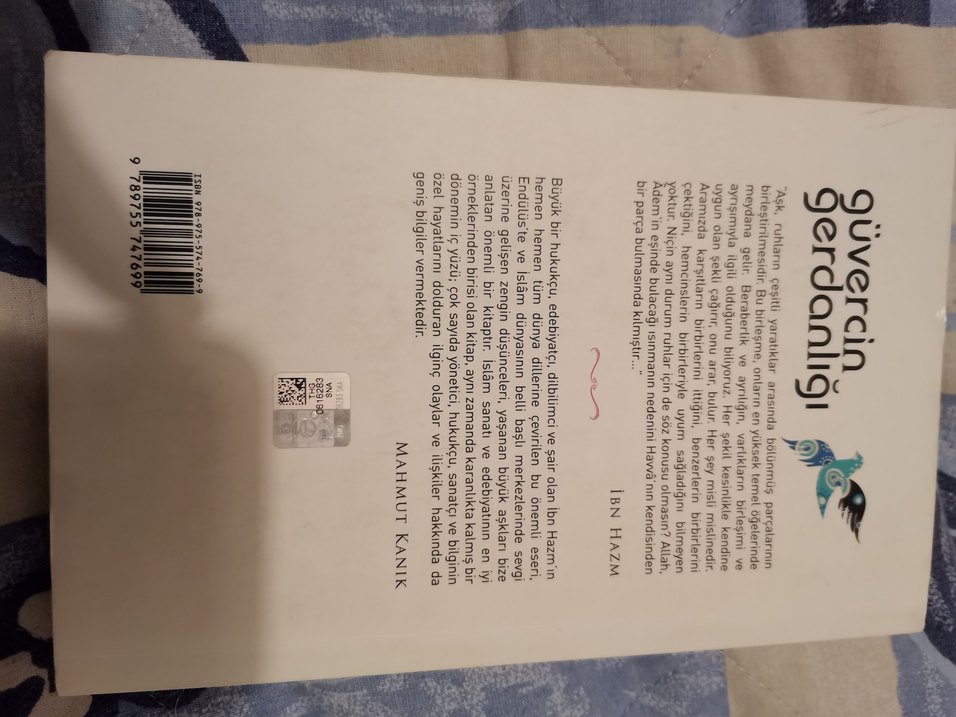 güvercin
gerdanlığı
"Aşk, ruhların çeşitli yaratıklar arasında bölünmüş parçalarının
birleştirilmesidir. Bu birleşme, onların en yüksek temel öğelerinde
meydana gelir. Beraberlik ve ayrılığın, varlıkların birleşimi ve
ayrışımıyla ilgili olduğunu biliyoruz. Her şekil kesinlikle kendine
uygun olan şekli çağırır, onu arar, bulur. Her şey misli mislinedir.
Aramızda karşıtların birbirlerini ittiğini, benzerlerin birbirlerini
çektiğini, hemcinslerin birbirleriyle uyum sağladığını bilmeyen
yoktur. Niçin aynı durum ruhlar için de söz konusu olmasın? Allah,
Âdem'in eşinde bulacağı ısınmanın nedenini Havvâ'nın kendisinden
bir parça bulmasında kılmıştır..."
İBN HAZM
Büyük bir hukukçu, edebiyatçı, dilbilimci ve şair olan İbn Hazm'ın
hemen hemen tüm dünya dillerine çevirilen bu önemli eseri,
Endülüs'te ve İslâm dünyasının belli başlı merkezlerinde sevgi
üzerine gelişen zengin düşünceleri, yaşanan büyük aşkları bize
anlatan önemli bir kitaptır. İslâm sanatı ve edebiyatının en iyi
örneklerinden birisi olan kitap, aynı zamanda karanlıkta kalmış bir
dönemin iç yüzü; çok sayıda yönetici, hukukçu, sanatçı ve bilginin
özel hayatlarını dolduran ilginç olaylar ve ilişkiler hakkında da
geniş bilgiler vermektedir.
MAHMUT KANIK
THG
SNA
0616283
ISBN 978-975-574-769-9
9 789755 747699